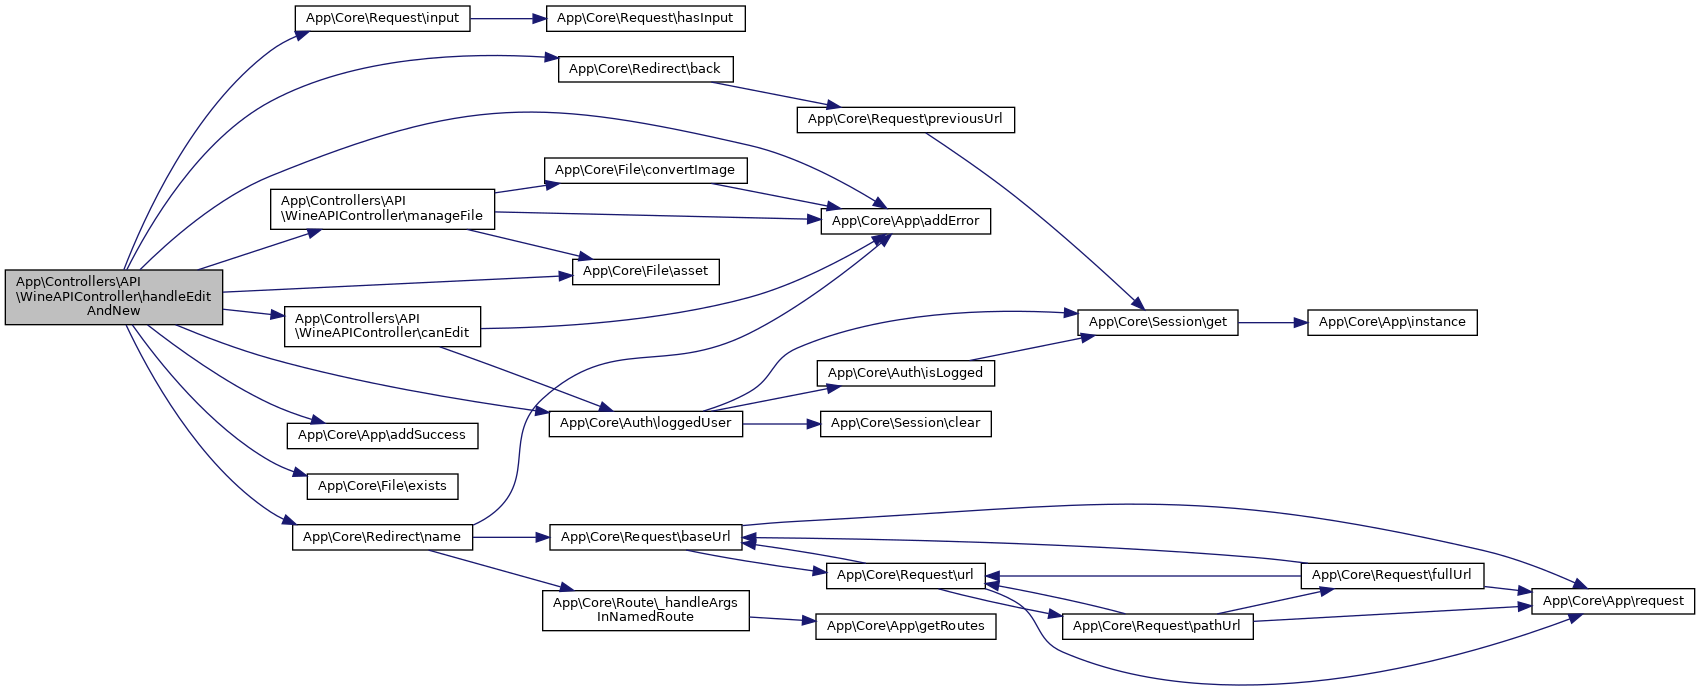 App\Core\Request\input
App\Core\Request\hasInput
App\Core\Redirect\back
App\Core\Request\previousUrl
App\Core\File\convertImage
App\Controllers\API
\WineAPIController\manageFile
App\Core\App\addError
App\Core\File\asset
App\Controllers\API
\WineAPIController\handleEdit
AndNew
App\Controllers\API
\WineAPIController\canEdit
App\Core\Session\get
App\Core\App\instance
App\Core\Auth\isLogged
App\Core\Auth\loggedUser
App\Core\Session\clear
App\Core\App\addSuccess
App\Core\File\exists
App\Core\Redirect\name
App\Core\Request\baseUrl
App\Core\Request\url
App\Core\Request\fullUrl
App\Core\App\request
App\Core\Route\_handleArgs
InNamedRoute
App\Core\App\getRoutes
App\Core\Request\pathUrl